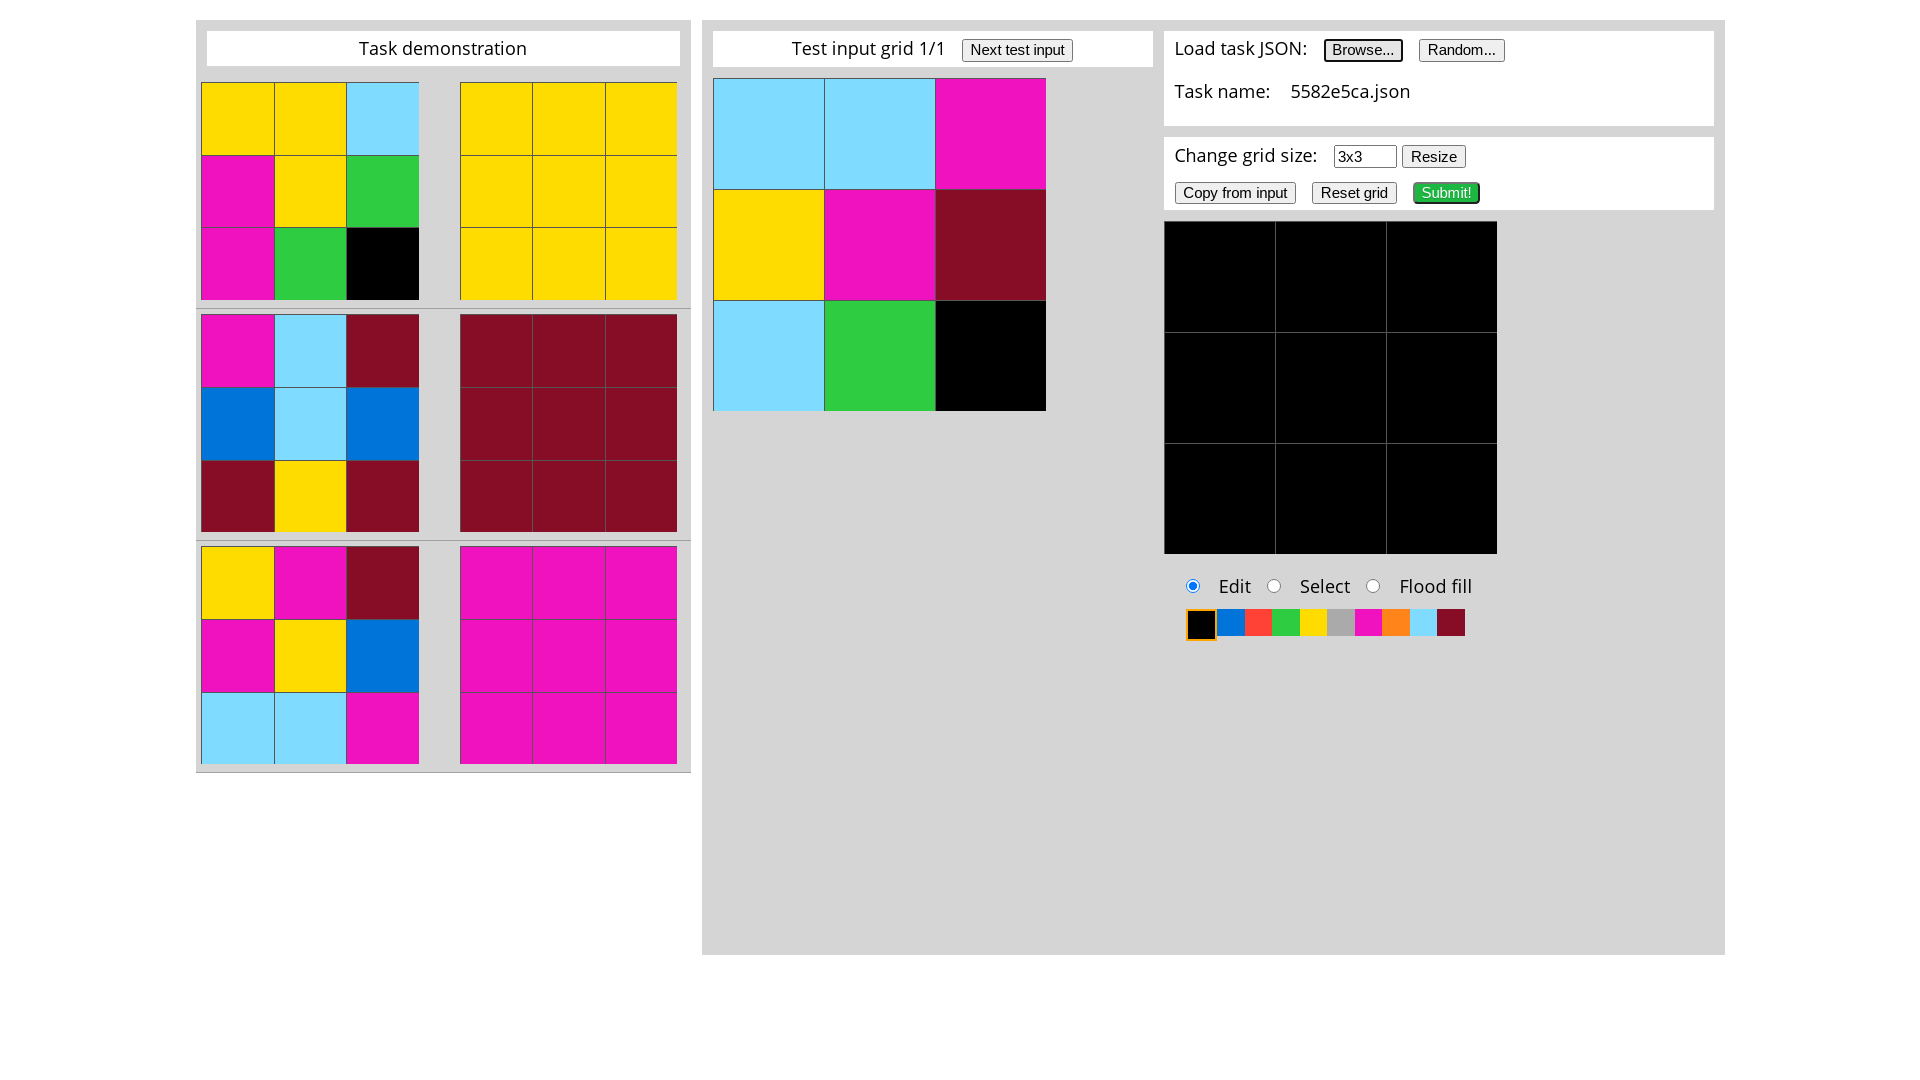 Task demonstration
Test input grid 1/1 Next test input
Load task JSON: Browse... Random...
Task name: 5582e5ca.json
Change grid size: 3x3 Resize
Copy from input Reset grid Submit!
Edit Select Flood fill